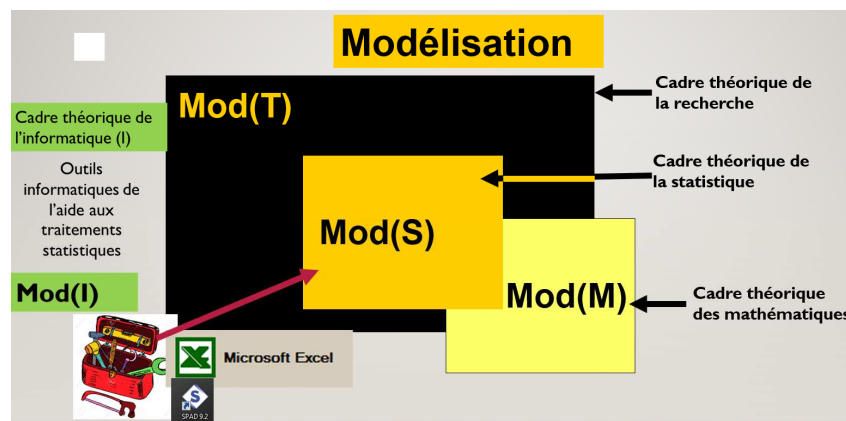 Modélisation
Cadre théorique de
la recherche
Mod(T)
Cadre théorique de
l'informatique (I)
Outils
informatiques de
l'aide aux
traitements
statistiques
Cadre théorique de
la statistique
Mod(S)
Mod(I)
Mod(M)
Cadre théorique
des mathématiques
Microsoft Excel
SPAD 9.2